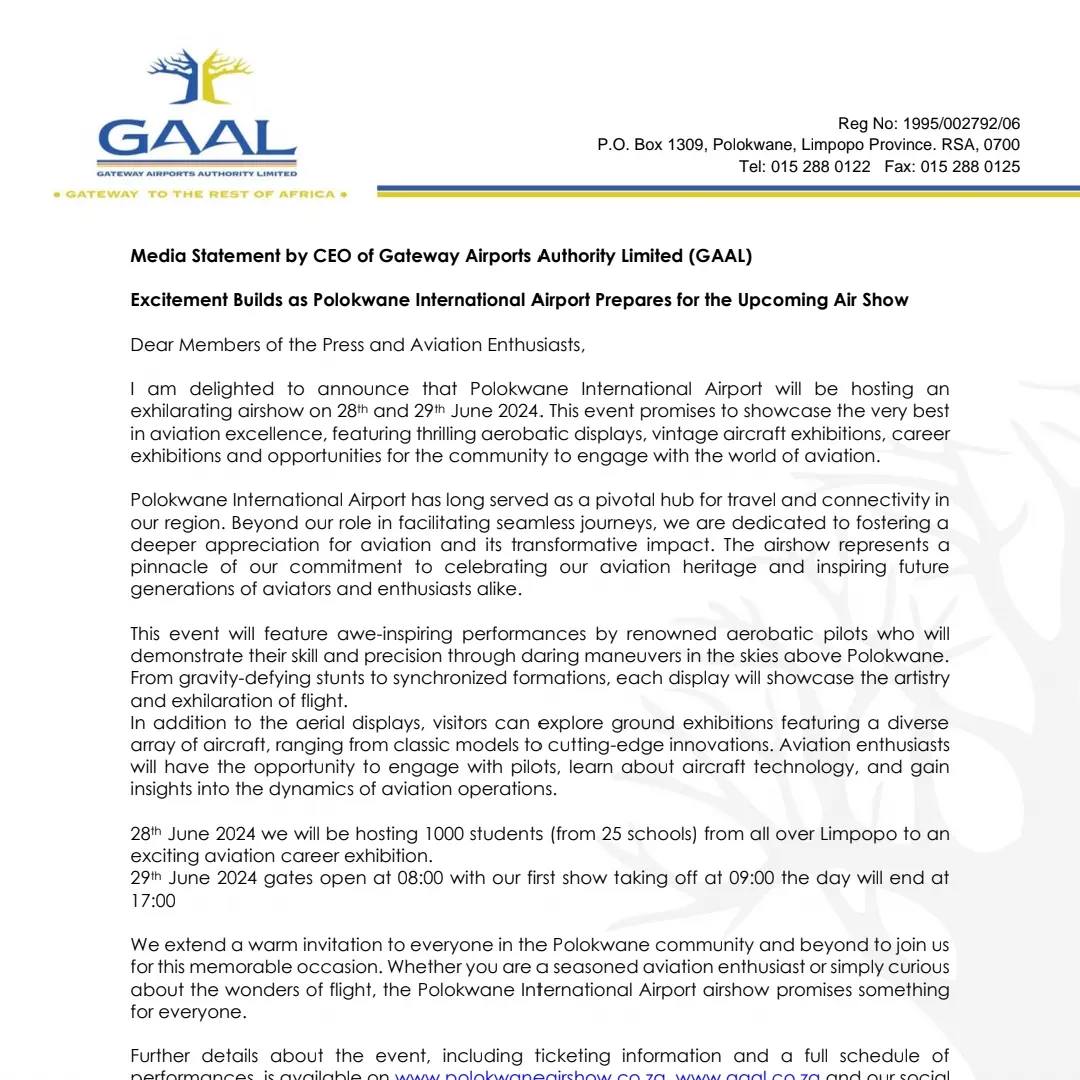 GAAL
GATEWAY AIRPORTS AUTHORITY LIMITED
• GATEWAY TO THE REST OF AFRICA •
Reg No: 1995/002792/06
P.O. Box 1309, Polokwane, Limpopo Province. RSA, 0700
Tel: 015 288 0122 Fax: 015 288 0125
Media Statement by CEO of Gateway Airports Authority Limited (GAAL)
Excitement Builds as Polokwane International Airport Prepares for the Upcoming Air Show
Dear Members of the Press and Aviation Enthusiasts,
I am delighted to announce that Polokwane International Airport will be hosting an
exhilarating airshow on 28th and 29th June 2024. This event promises to showcase the very best
in aviation excellence, featuring thrilling aerobatic displays, vintage aircraft exhibitions, career
exhibitions and opportunities for the community to engage with the world of aviation.
Polokwane International Airport has long served as a pivotal hub for travel and connectivity in
our region. Beyond our role in facilitating seamless journeys, we are dedicated to fostering a
deeper appreciation for aviation and its transformative impact. The airshow represents a
pinnacle of our commitment to celebrating our aviation heritage and inspiring future
generations of aviators and enthusiasts alike.
This event will feature awe-inspiring performances by renowned aerobatic pilots who will
demonstrate their skill and precision through daring maneuvers in the skies above Polokwane.
From gravity-defying stunts to synchronized formations, each display will showcase the artistry
and exhilaration of flight.
In addition to the aerial displays, visitors can explore ground exhibitions featuring a diverse
array of aircraft, ranging from classic models to cutting-edge innovations. Aviation enthusiasts
will have the opportunity to engage with pilots, learn about aircraft technology, and gain
insights into the dynamics of aviation operations.
28th June 2024 we will be hosting 1000 students (from 25 schools) from all over Limpopo to an
exciting aviation career exhibition.
29th June 2024 gates open at 08:00 with our first show taking off at 09:00 the day will end at
17:00
We extend a warm invitation to everyone in the Polokwane community and beyond to join us
for this memorable occasion. Whether you are a seasoned aviation enthusiast or simply curious
about the wonders of flight, the Polokwane International Airport airshow promises something
for everyone.
Further details about the event, including ticketing information and a full schedule of
performances, is available on www.polokwaneairshow.co.za, www.gaal.co.za and our social